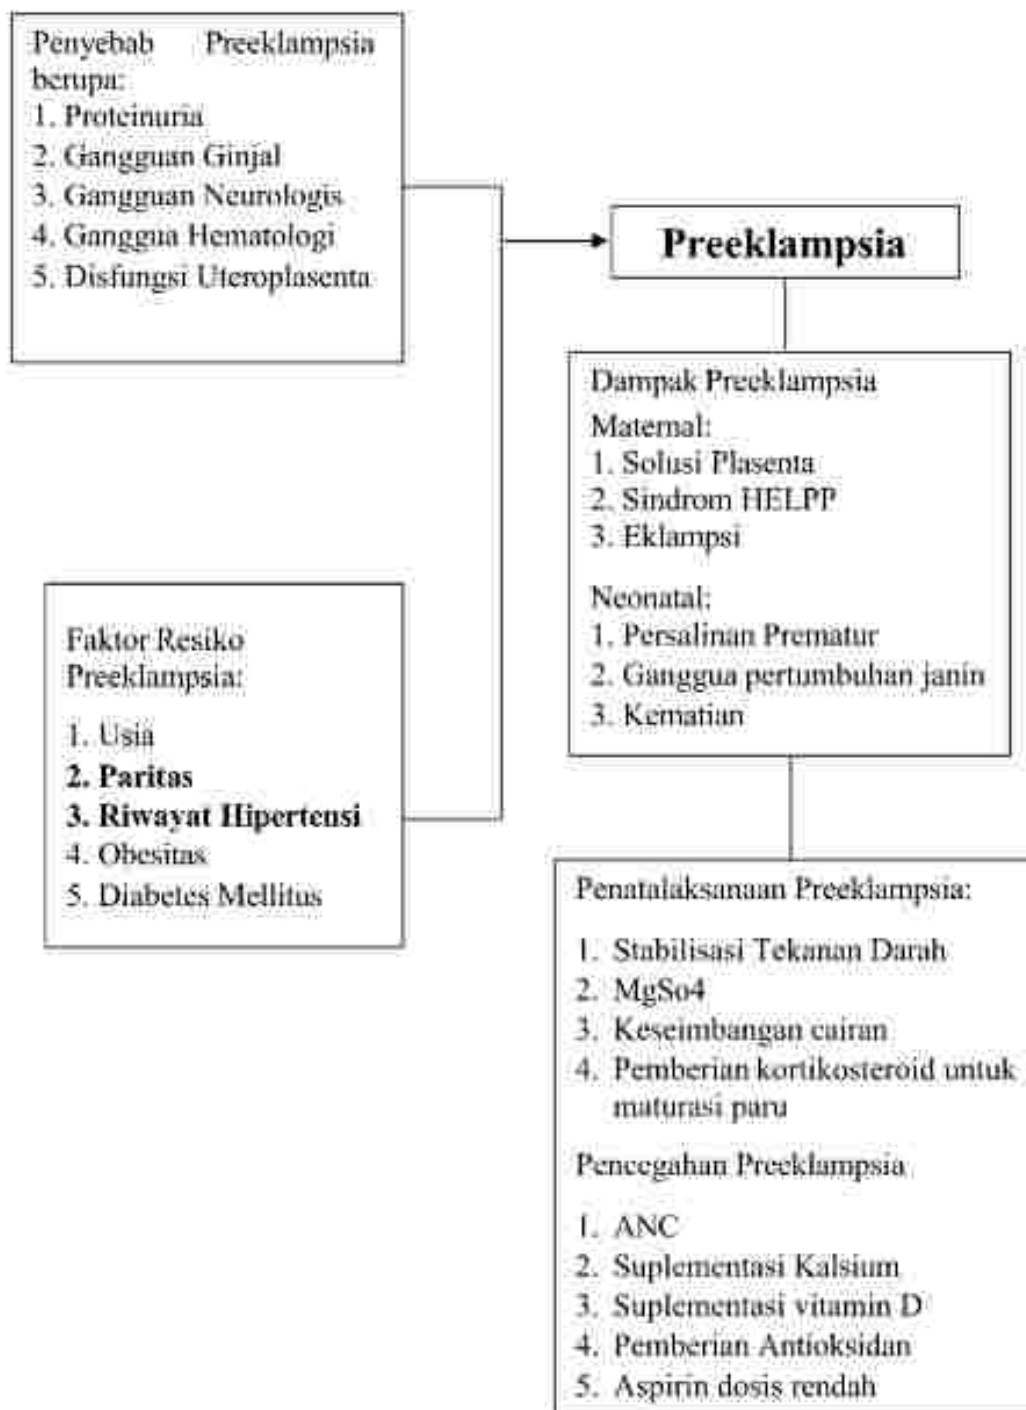 Penyebab Preeklampsia
berupa:
1. Proteinuria
2. Gangguan Ginjal
3. Gangguan Neurologis
4. Ganggua Hematologi
5. Disfungsi Uteroplasenta
Preeklampsia
Dampak Preeklampsia
Maternal:
1. Solusi Plasenta
2. Sindrom HELPP
3. Eklampsi
Neonatal:
1. Persalinan Prematur
2. Ganggua pertumbuhan janin
3. Kematian
Faktor Resiko
Preeklampsia:
1. Usia
2. Paritas
3. Riwayat Hipertensi
4. Obesitas
5. Diabetes Mellitus
Penatalaksanaan Preeklampsia:
1. Stabilisasi Tekanan Darah
2. MgSo4
3. Keseimbangan cairan
4. Pemberian kortikosteroid untuk
maturasi paru
Pencegahan Preeklampsia
1. ANC
2. Suplementasi Kalsium
3. Suplementasi vitamin D
4. Pemberian Antioksidan
5. Aspirin dosis rendah